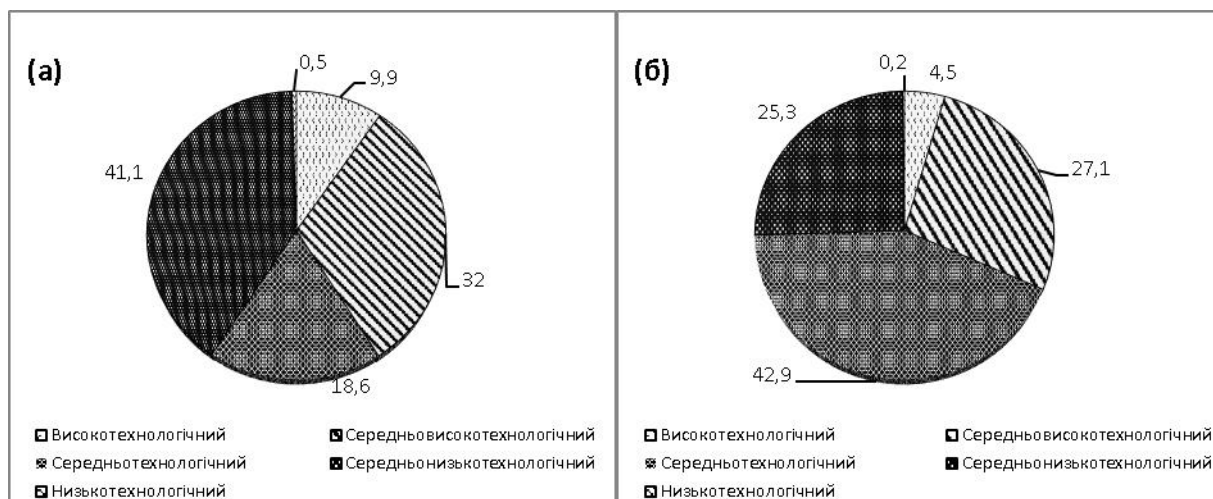 (а)
0,5
9,9
41,1
32
18,6
Високотехнологічний
Середньовисокотехнологічний
Середньотехнологічний
Середньонизькотехнологічний
Низькотехнологічний
(б)
0,2
4,5
25,3
27,1
42,9
Високотехнологічний
Середньовисокотехнологічний
Середньотехнологічний
Середньонизькотехнологічний
Низькотехнологічний